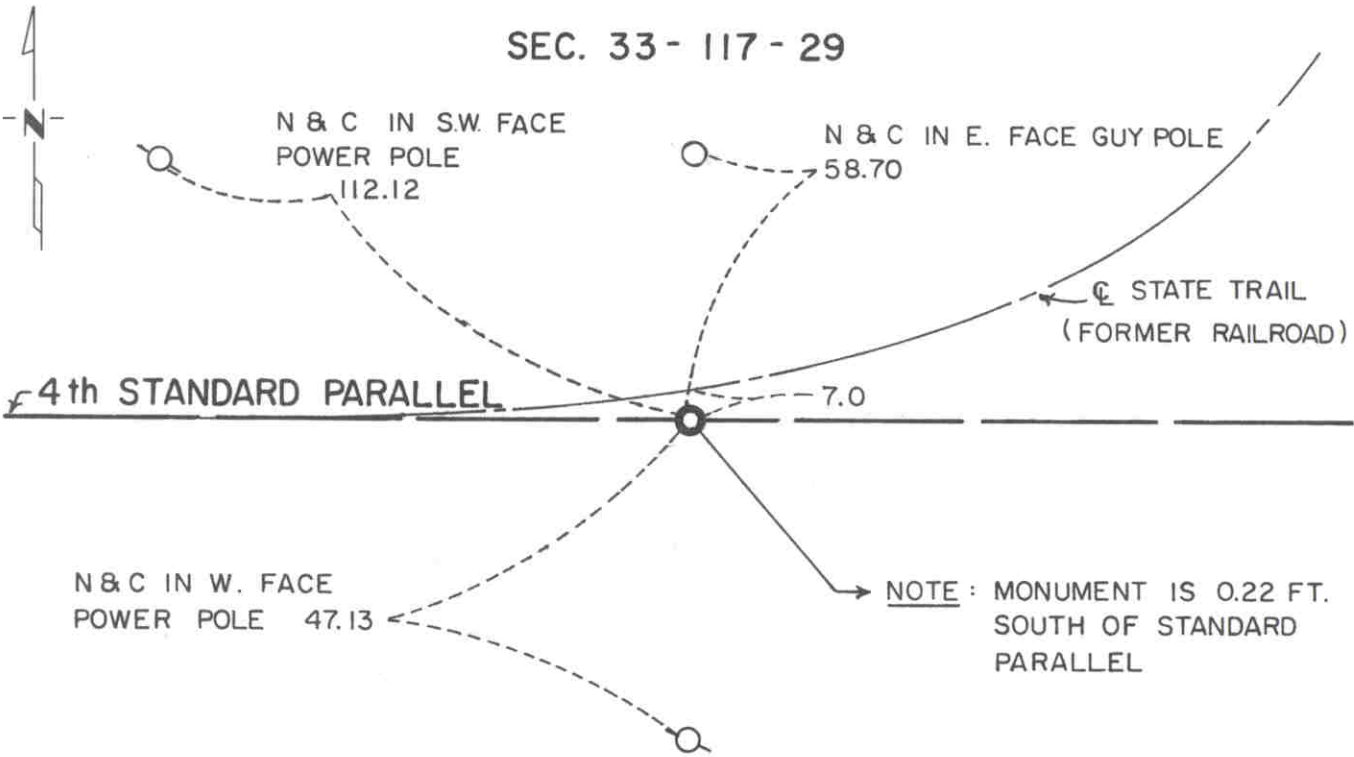 SEC. 33-117-29
N
N & C IN S.W. FACE
POWER POLE
112.12
N & C IN E. FACE GUY POLE
58.70
℄ STATE TRAIL
(FORMER RAILROAD)
4th STANDARD PARALLEL
7.0
N & C IN W. FACE
POWER POLE 47.13
NOTE: MONUMENT IS 0.22 FT.
SOUTH OF STANDARD
PARALLEL